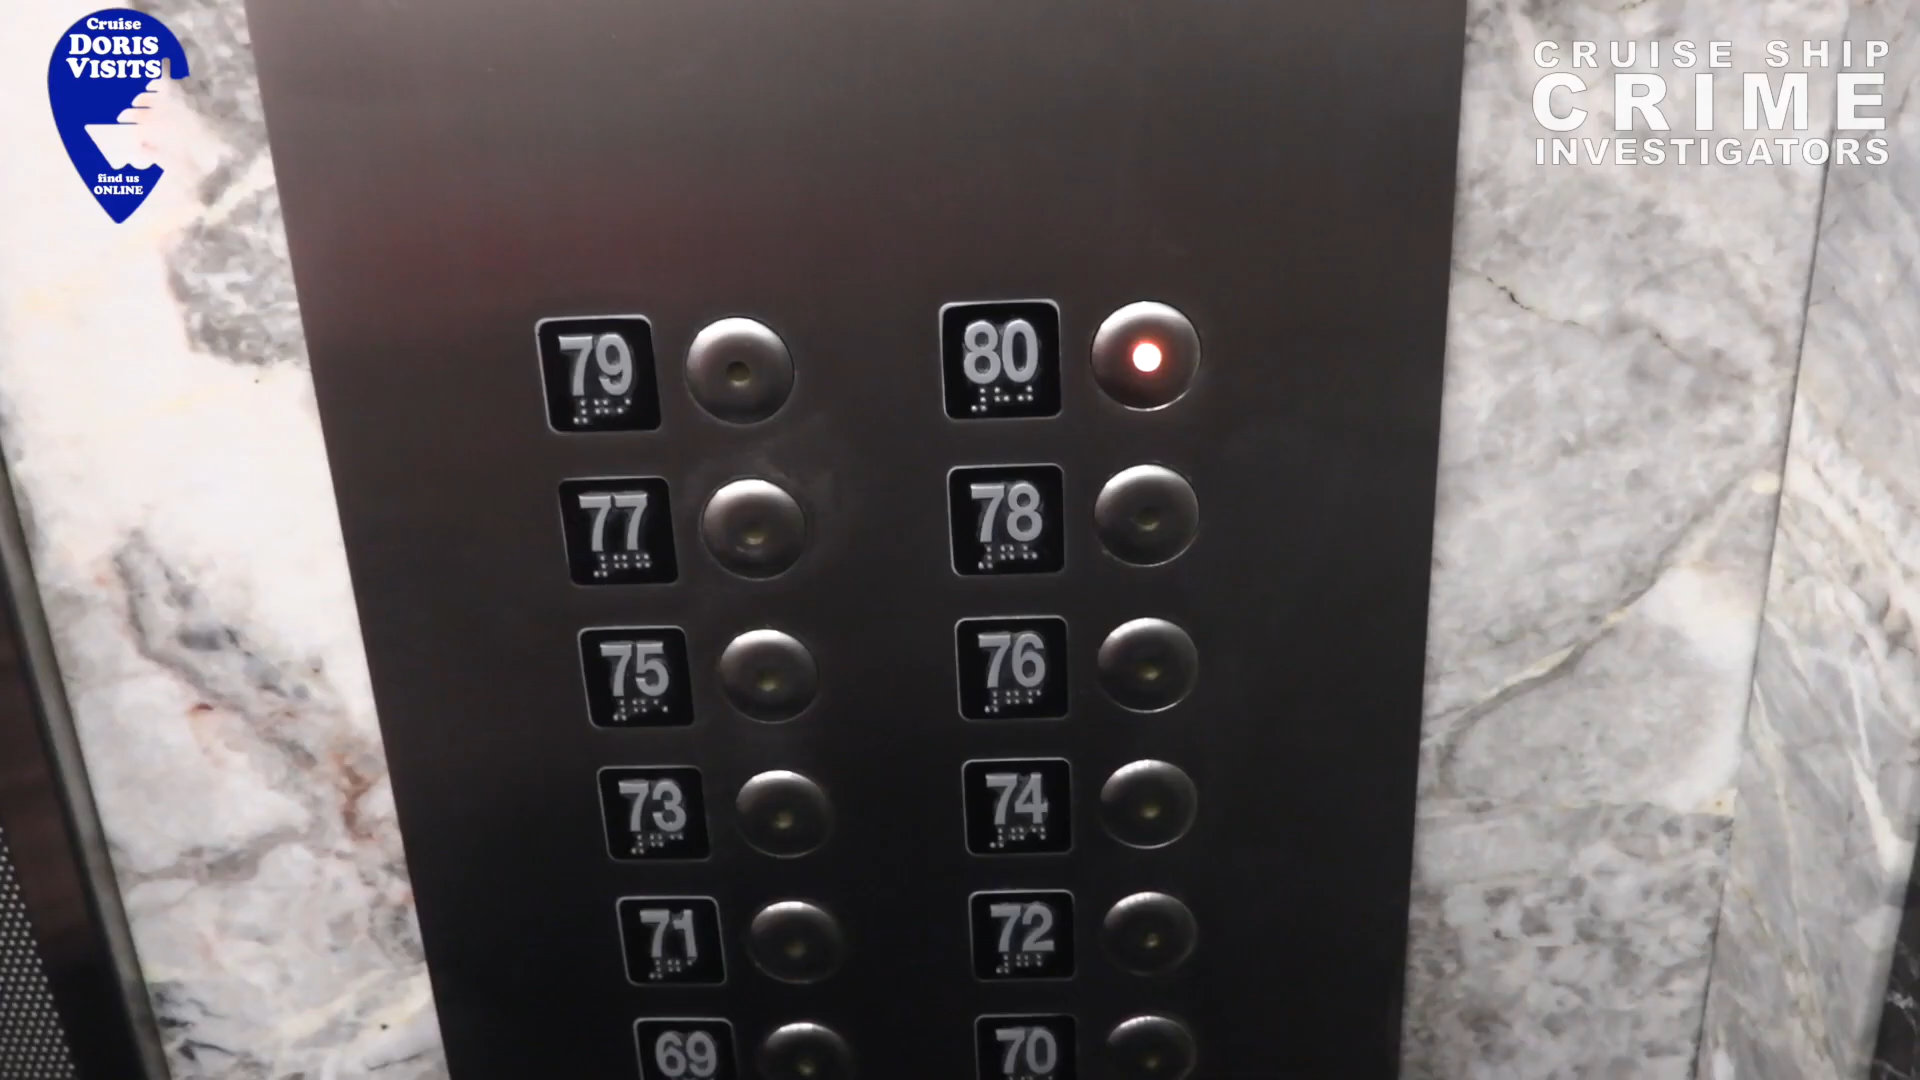 Cruise
DORIS
VISITS
find us
ONLINE
CRUISE SHIP
CRIME
INVESTIGATORS
79 80
77 78
75 76
73 74
71 72
69 70